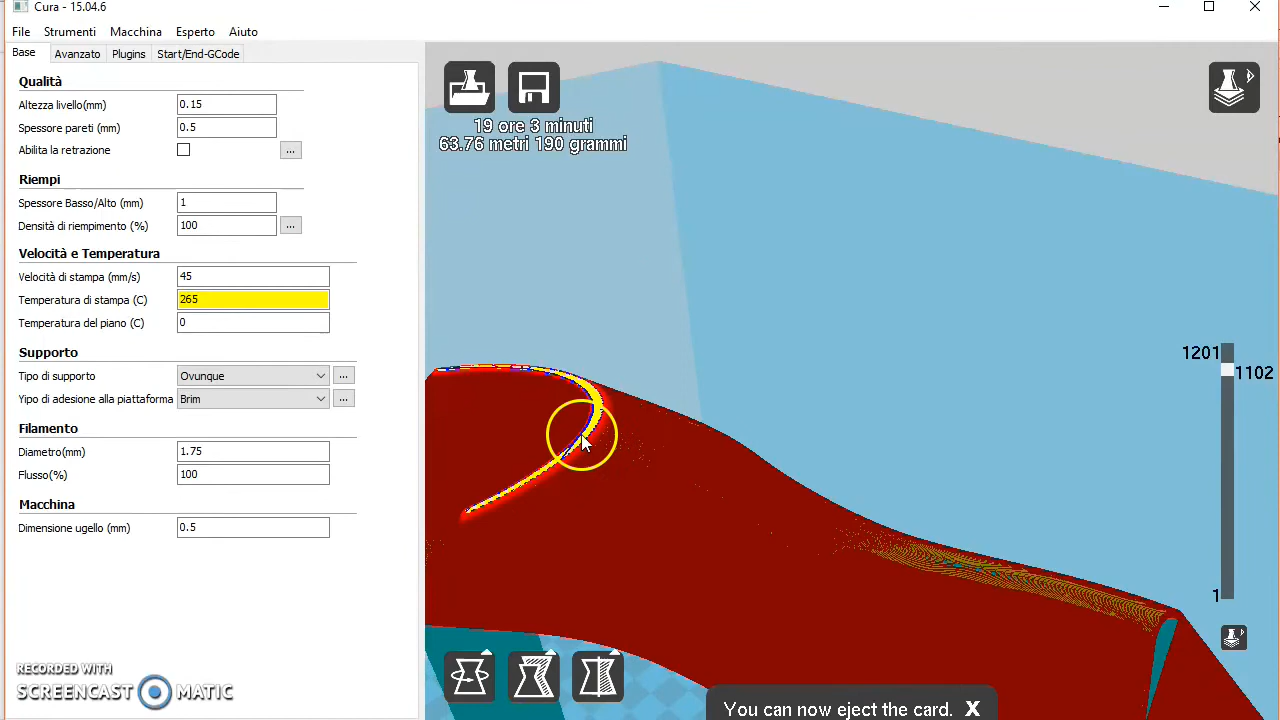 Cura - 15.04.6
File Strumenti Macchina Esperto Aiuto
Base Avanzato Plugins Start/End-GCode
Qualità
Altezza livello(mm) 0.15
Spessore pareti (mm) 0.5
Abilita la retrazione ...
Riempi
Spessore Basso/Alto (mm) 1
Densità di riempimento (%) 100 ...
Velocità e Temperatura
Velocità di stampa (mm/s) 45
Temperatura di stampa (C) 265
Temperatura del piano (C) 0
Supporto
Tipo di supporto Ovunque ...
Yipo di adesione alla piattaforma Brim ...
Filamento
Diametro(mm) 1.75
Flusso(%) 100
Macchina
Dimensione ugello (mm) 0.5
19 ore 3 minuti
63.76 metri 190 grammi
1201
1102
1
You can now eject the card. X
RECORDED WITH
SCREENCAST MATIC